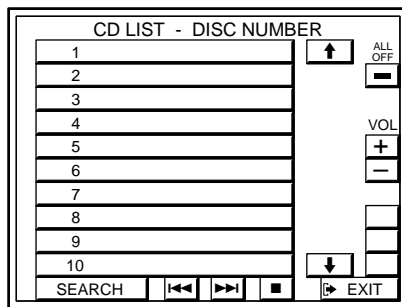 CD LIST - DISC NUMBER
1
ALL
OFF
2
3
4
VOL
5
+
6
−
7
8
9
10
SEARCH
EXIT